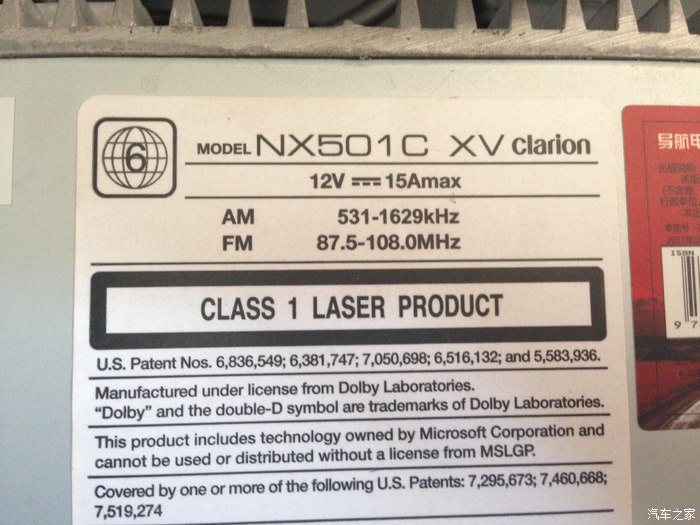 6
MODEL NX501C XV clarion
12V ⎓ 15Amax
AM 531-1629kHz
FM 87.5-108.0MHz
CLASS 1 LASER PRODUCT
U.S. Patent Nos. 6,836,549; 6,381,747; 7,050,698; 6,516,132; and 5,583,936.
Manufactured under license from Dolby Laboratories.
“Dolby” and the double-D symbol are trademarks of Dolby Laboratories.
This product includes technology owned by Microsoft Corporation and
cannot be used or distributed without a license from MSLGP.
Covered by one or more of the following U.S. Patents: 7,295,673; 7,460,668;
7,519,274
导航电
ISBN
9 7
汽车之家